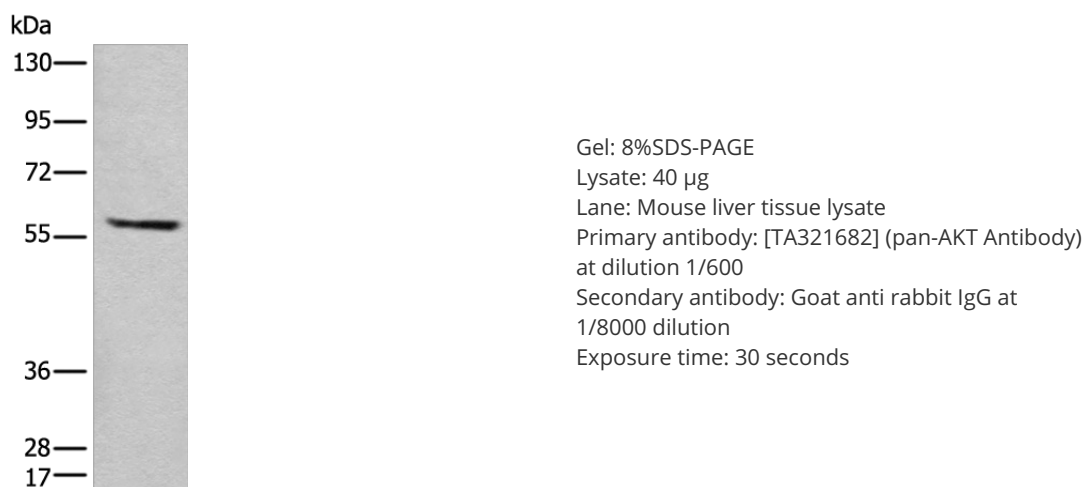 kDa
130
95
72
55
36
28
17
Gel: 8%SDS-PAGE
Lysate: 40 µg
Lane: Mouse liver tissue lysate
Primary antibody: [TA321682] (pan-AKT Antibody)
at dilution 1/600
Secondary antibody: Goat anti rabbit IgG at
1/8000 dilution
Exposure time: 30 seconds